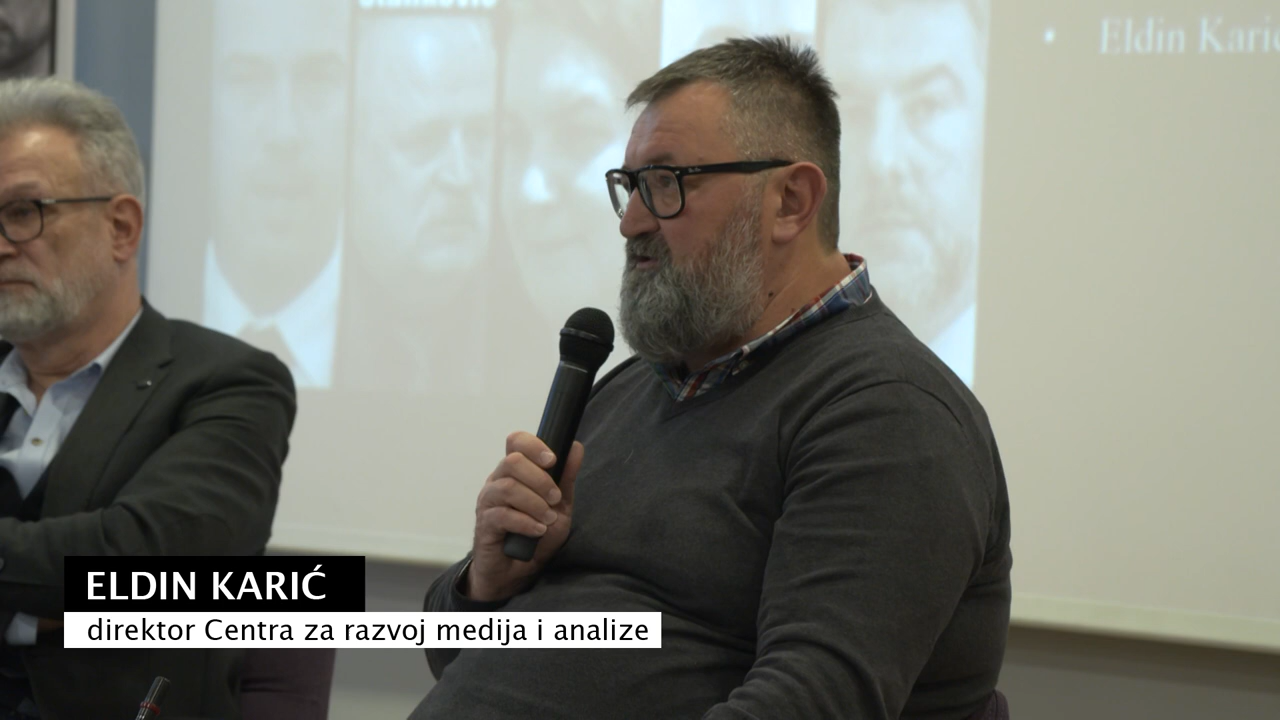 • Eldin Karić
ELDIN KARIĆ
direktor Centra za razvoj medija i analize